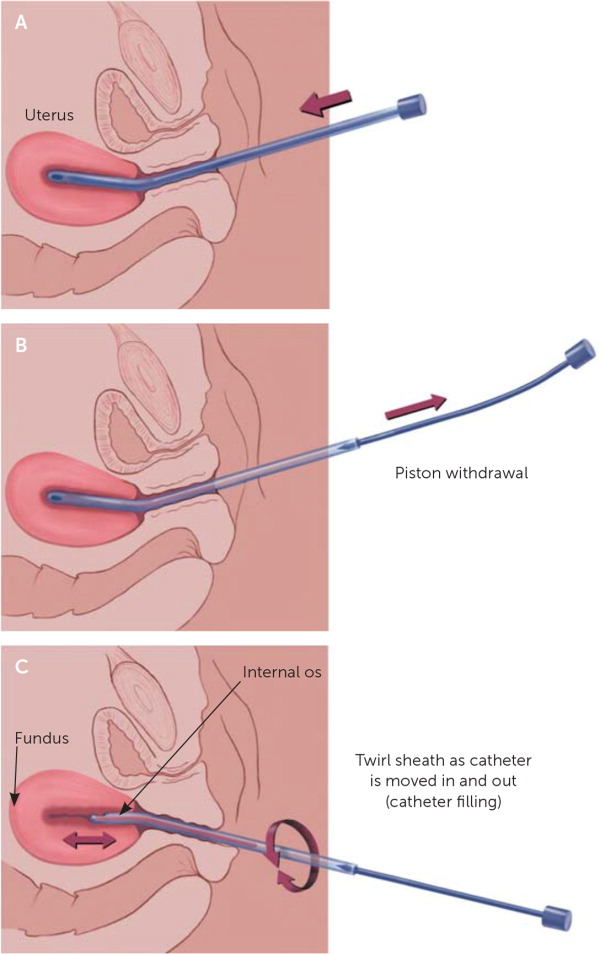 A
Uterus
B
Piston withdrawal
C
Internal os
Fundus
Twirl sheath as catheter
is moved in and out
(catheter filling)